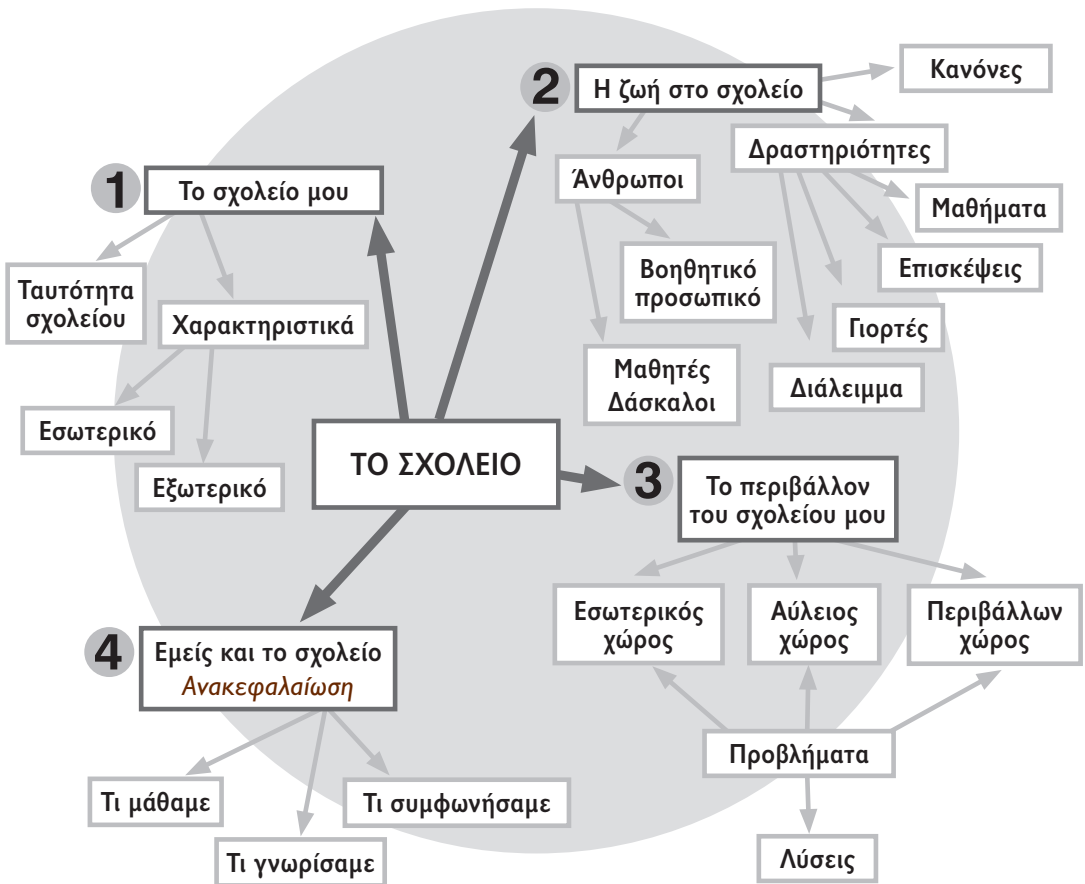 ΤΟ ΣΧΟΛΕΙΟ
1
Το σχολείο μου
Ταυτότητα
σχολείου
Χαρακτηριστικά
Εσωτερικό
Εξωτερικό
2
Η ζωή στο σχολείο
Κανόνες
Άνθρωποι
Δραστηριότητες
Μαθήματα
Βοηθητικό
προσωπικό
Επισκέψεις
Γιορτές
Μαθητές
Δάσκαλοι
Διάλειμμα
3
Το περιβάλλον
του σχολείου μου
Εσωτερικός
χώρος
Αύλειος
χώρος
Περιβάλλων
χώρος
Προβλήματα
Λύσεις
4
Εμείς και το σχολείο
Ανακεφαλαίωση
Τι μάθαμε
Τι γνωρίσαμε
Τι συμφωνήσαμε